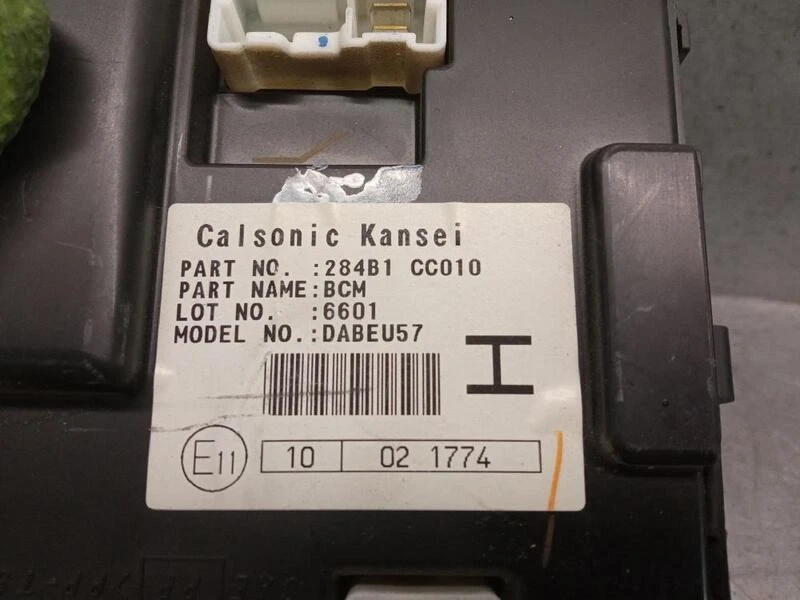 Calsonic Kansei
PART NO. :284B1 CC010
PART NAME:BCM
LOT NO. :6601
MODEL NO.:DABEU57
H
E11 10 02 1774